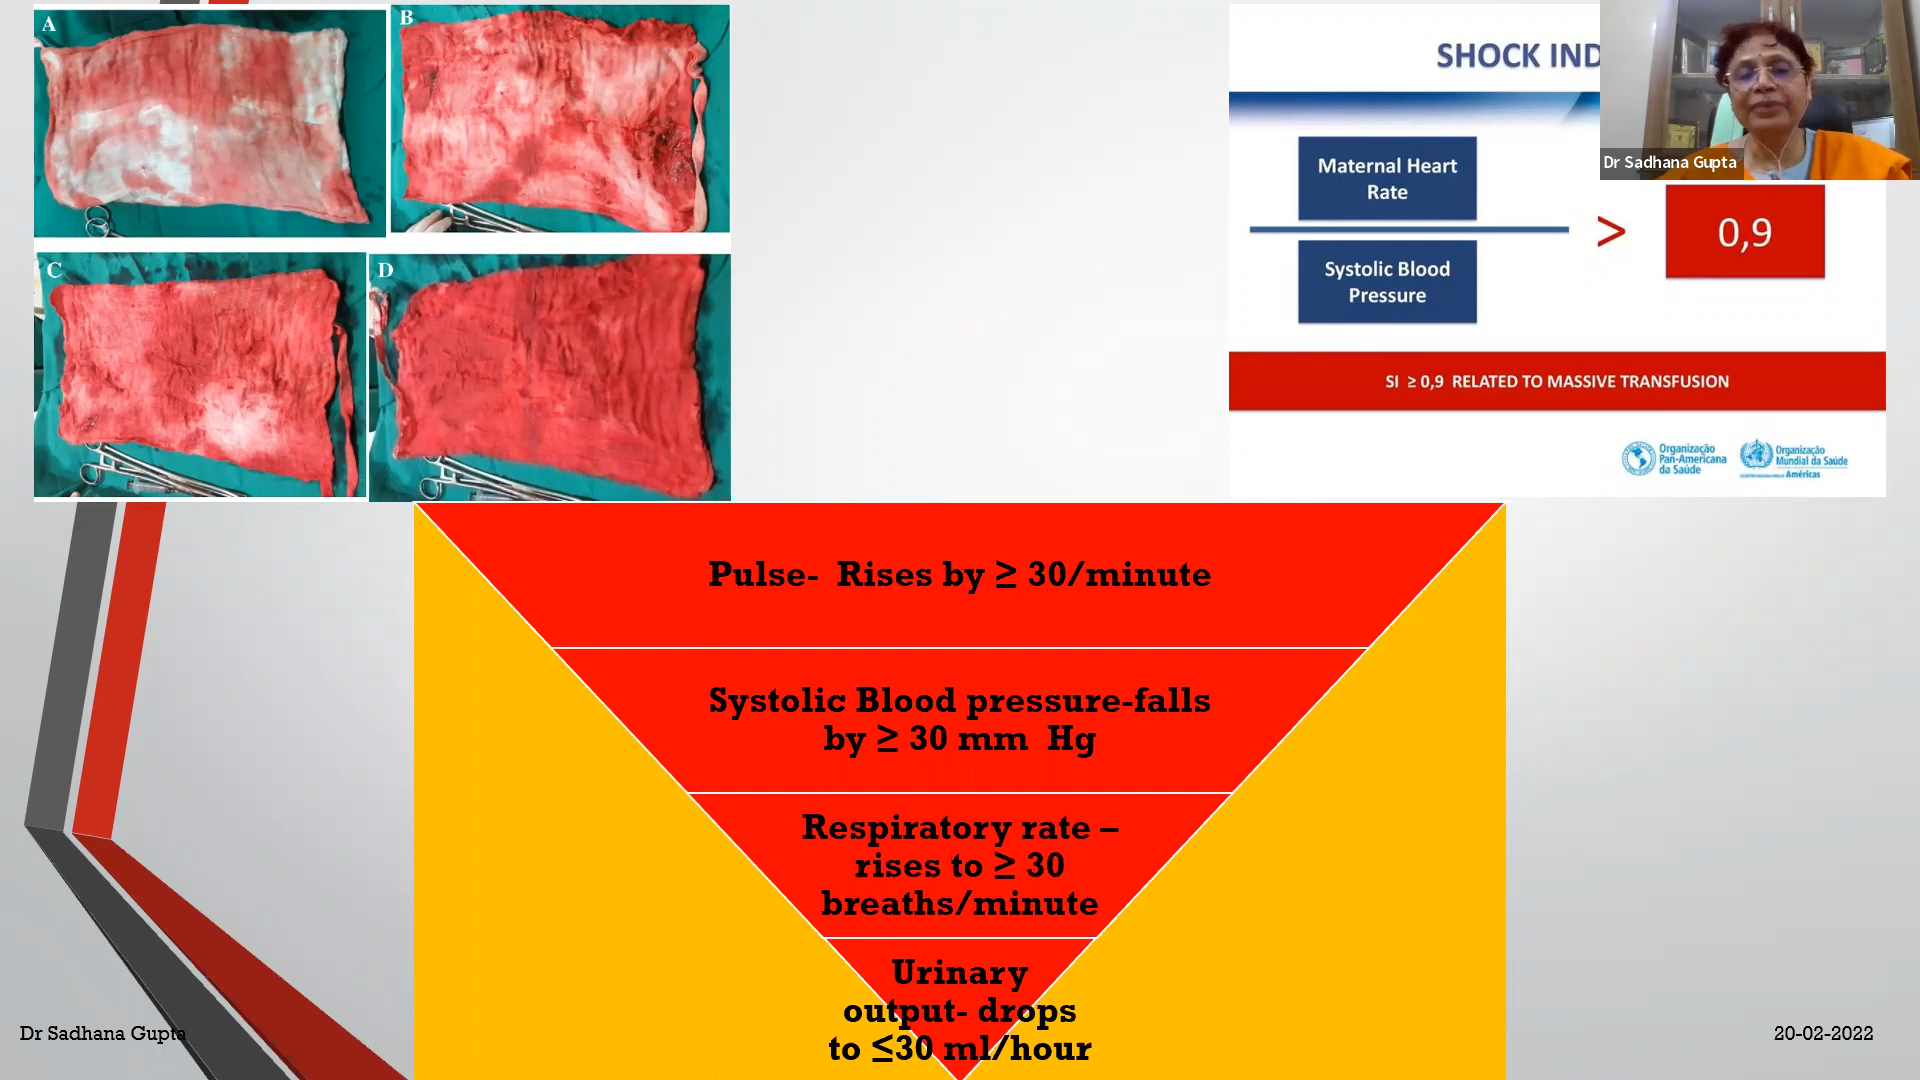 A
B
C
D
SHOCK IND
Maternal Heart
Rate
Systolic Blood
Pressure
>
0,9
SI ≥ 0,9 RELATED TO MASSIVE TRANSFUSION
Organização
Pan-Americana
da Saúde
Organização
Mundial da Saúde
Américas
Dr Sadhana Gupta
Pulse- Rises by ≥ 30/minute
Systolic Blood pressure-falls
by ≥ 30 mm Hg
Respiratory rate –
rises to ≥ 30
breaths/minute
Urinary
output- drops
to ≤30 ml/hour
Dr Sadhana Gupta
20-02-2022